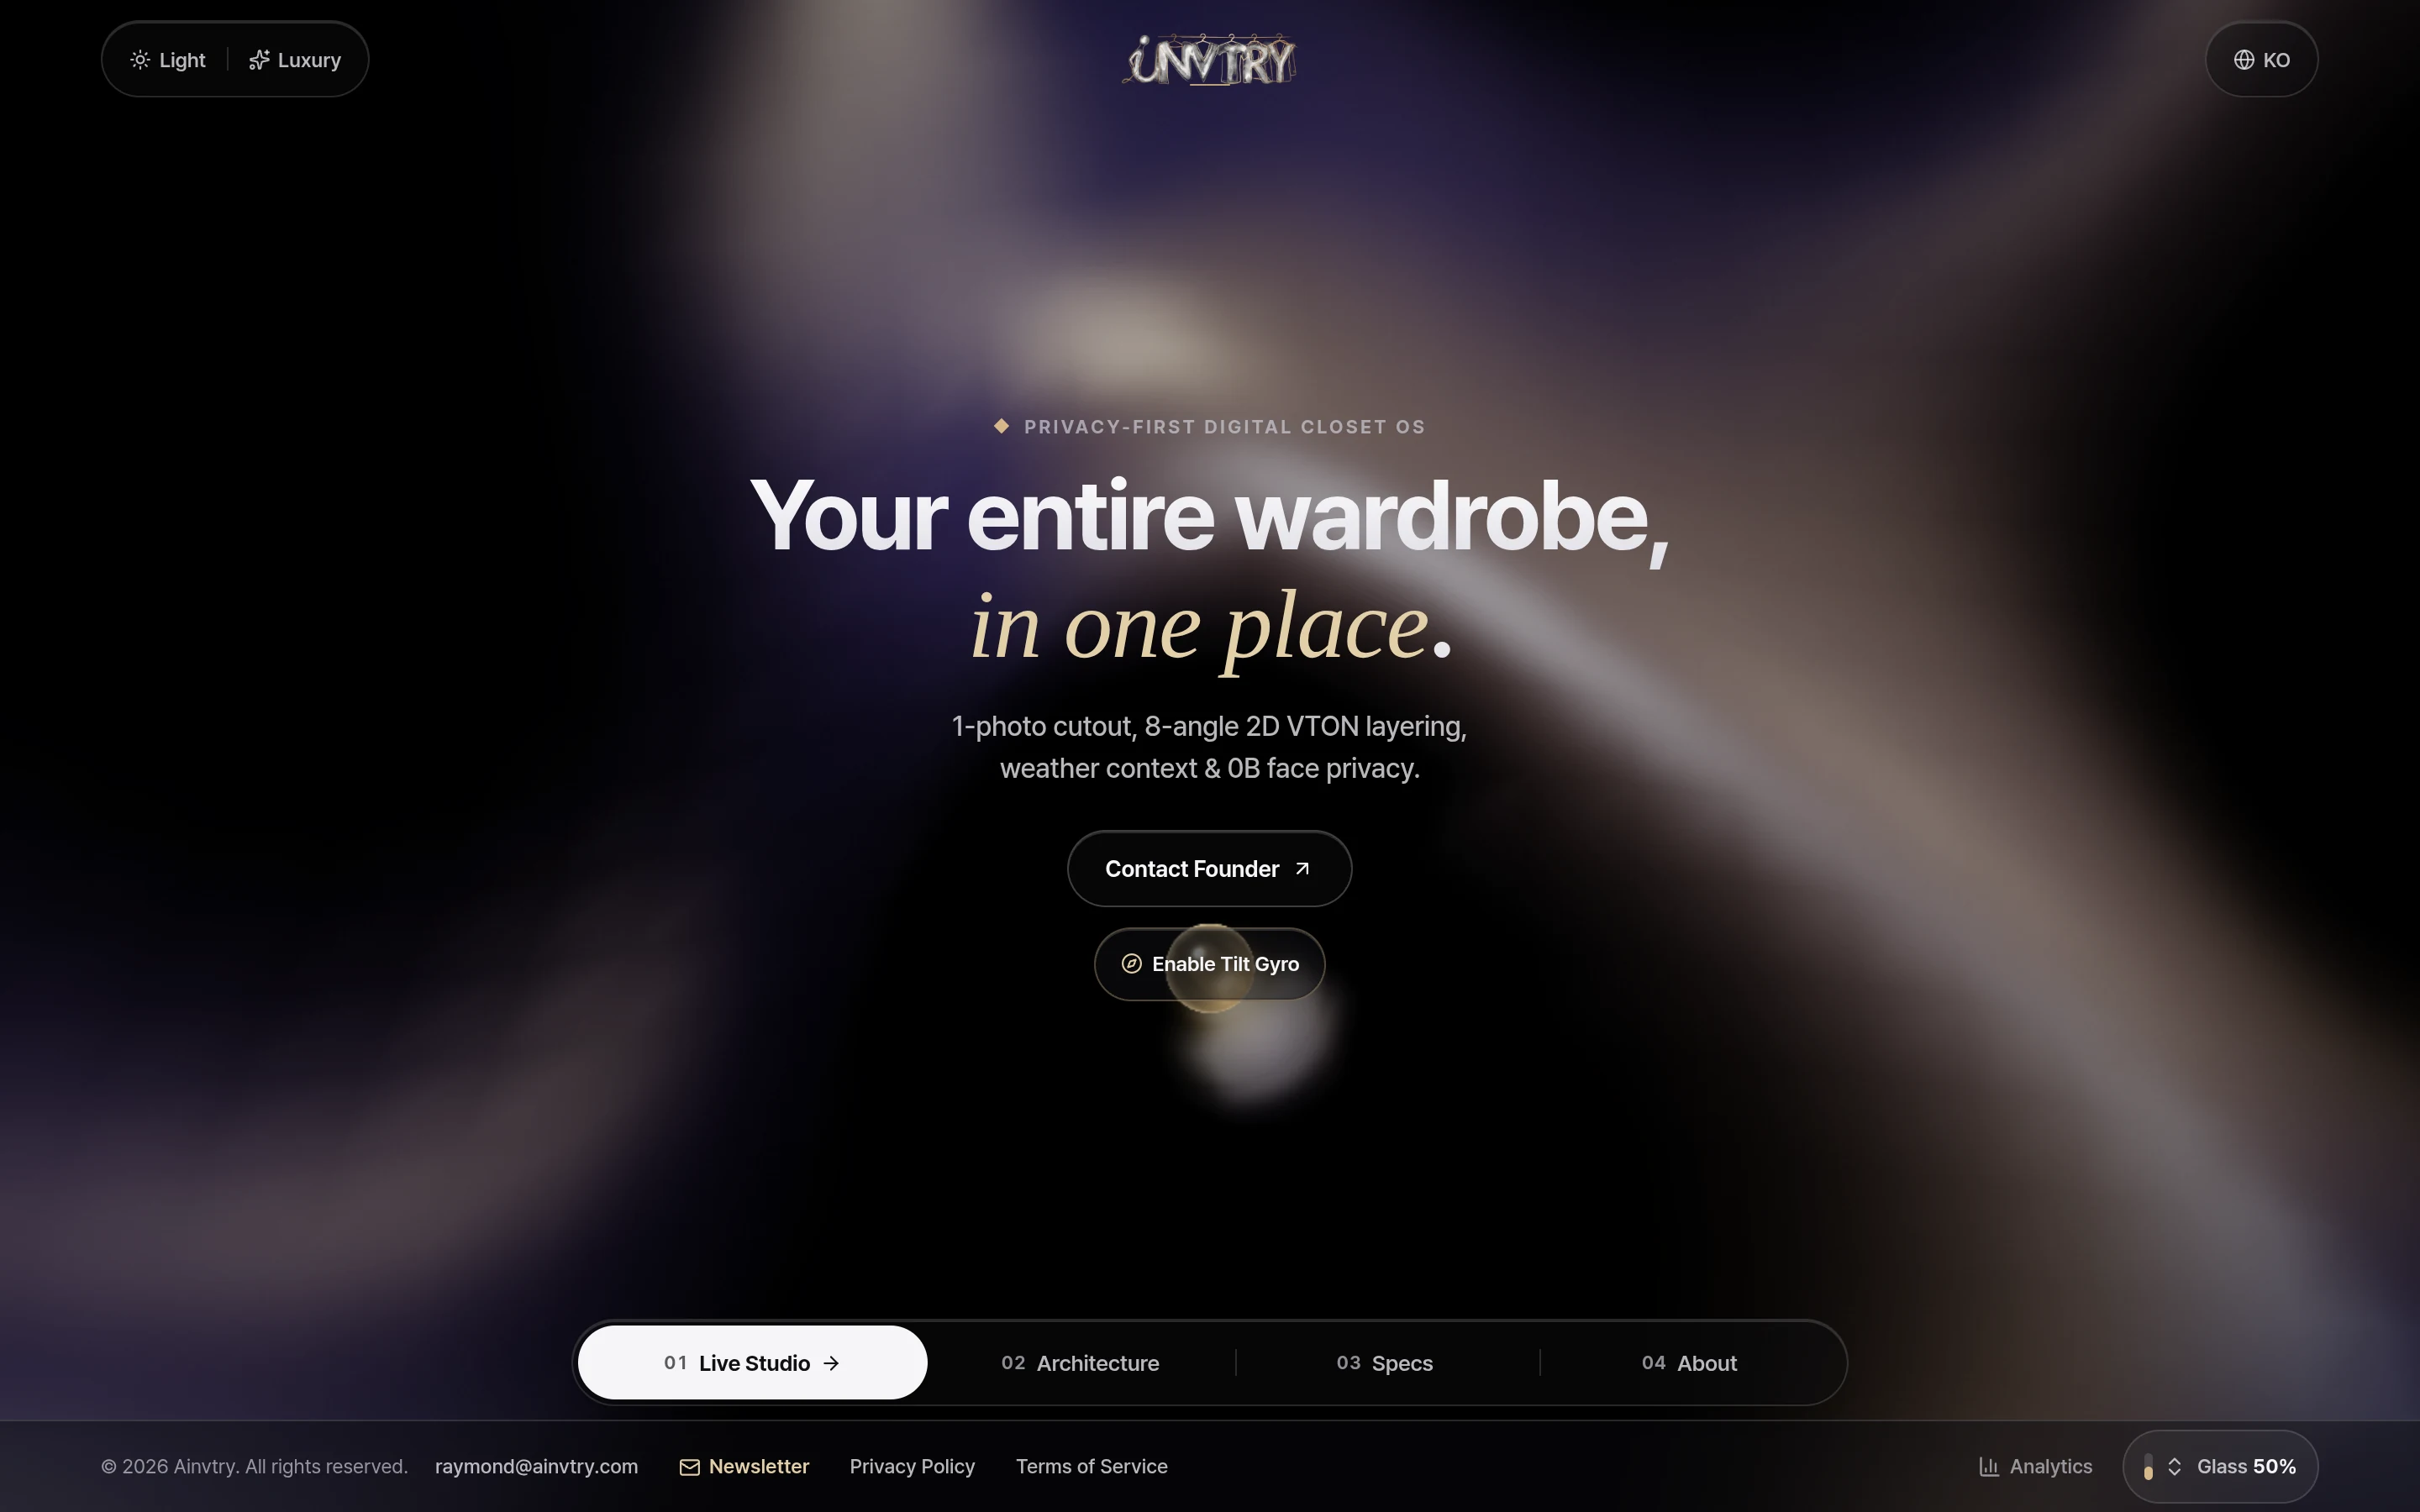 Light
Luxury
iNVTRY
KO
PRIVACY-FIRST DIGITAL CLOSET OS
Your entire wardrobe,
in one place.
1-photo cutout, 8-angle 2D VTON layering,
weather context & 0B face privacy.
Contact Founder
Enable Tilt Gyro
01 Live Studio
02 Architecture
03 Specs
04 About
© 2026 Ainvtry. All rights reserved. raymond@ainvtry.com Newsletter Privacy Policy Terms of Service Analytics Glass 50%